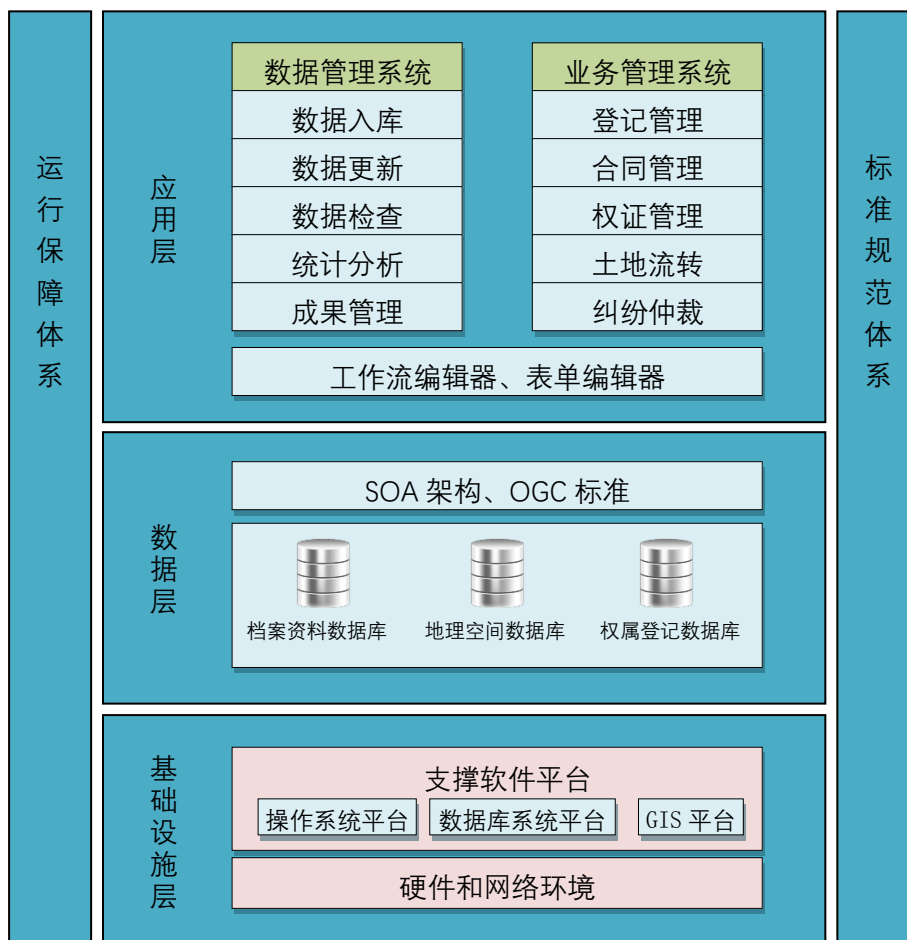 运行保障体系
应用层
数据管理系统
数据入库
数据更新
数据检查
统计分析
成果管理
业务管理系统
登记管理
合同管理
权证管理
土地流转
纠纷仲裁
工作流编辑器、表单编辑器
数据层
SOA 架构、OGC 标准
档案资料数据库
地理空间数据库
权属登记数据库
基础设施层
支撑软件平台
操作系统平台
数据库系统平台
GIS 平台
硬件和网络环境
标准规范体系